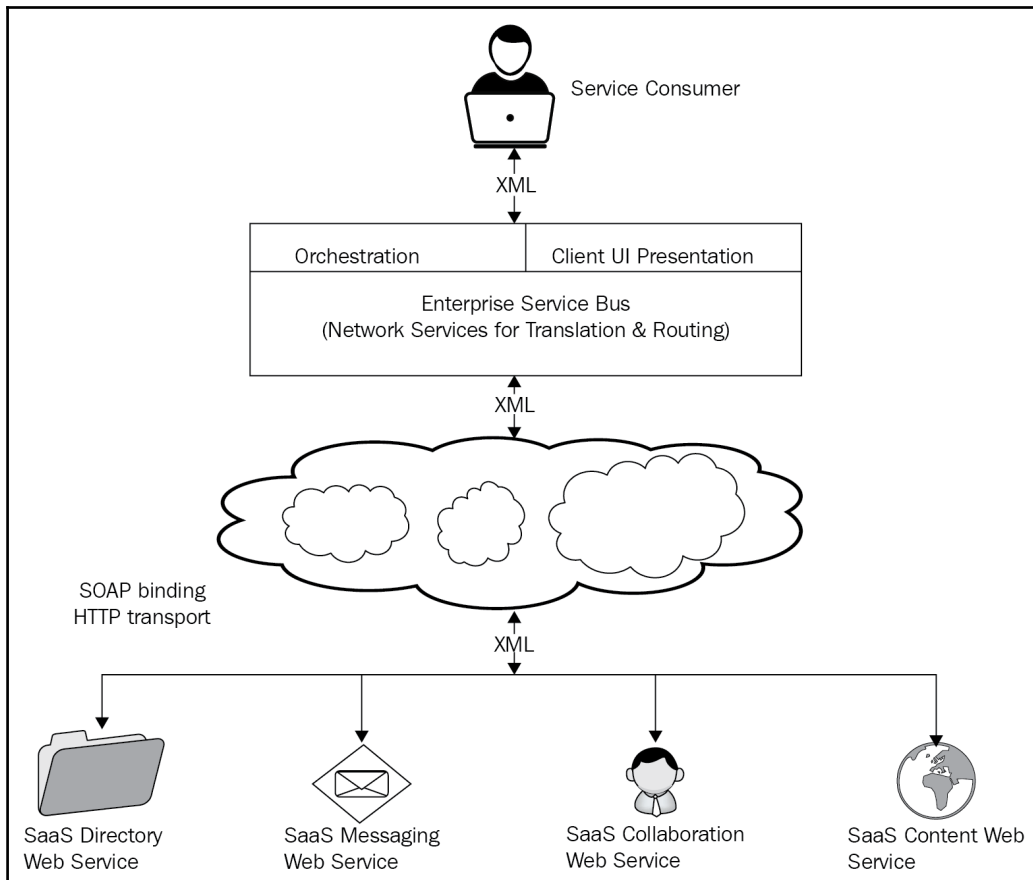 Service Consumer
XML
Orchestration
Client UI Presentation
Enterprise Service Bus
(Network Services for Translation & Routing)
XML
SOAP binding
HTTP transport
XML
SaaS Directory
Web Service
SaaS Messaging
Web Service
SaaS Collaboration
Web Service
SaaS Content Web
Service